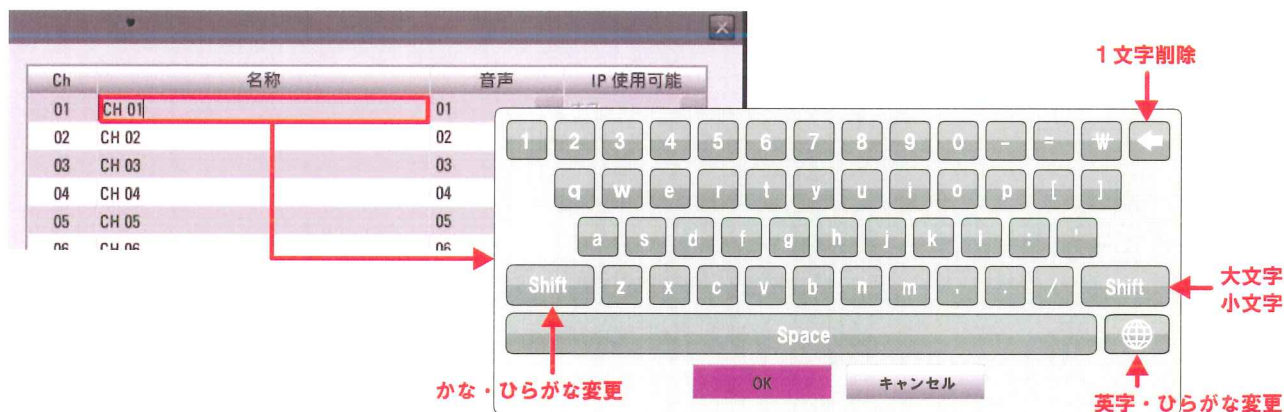 Ch 名称 音声 IP 使用可能
01 CH 01 01
02 CH 02 02
03 CH 03 03
04 CH 04 04
05 CH 05 05
06 CH 06 06
1文字削除
1 2 3 4 5 6 7 8 9 0 - = ₩
q w e r t y u i o p [ ]
a s d f g h j k l ; '
Shift z x c v b n m , . / Shift
大文字
小文字
Space
OK キャンセル
かな・ひらがな変更
英字・ひらがな変更